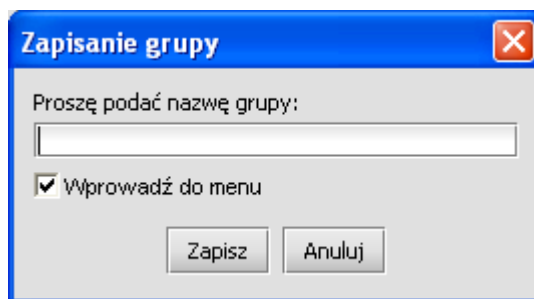 Zapisanie grupy
Proszę podać nazwę grupy:
Wprowadź do menu
Zapisz Anuluj